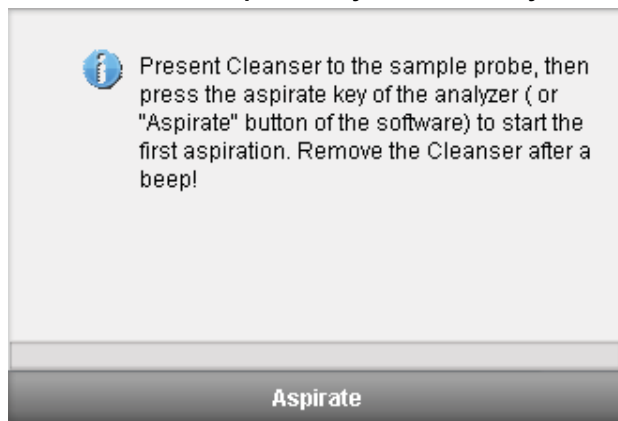 Present Cleanser to the sample probe, then
press the aspirate key of the analyzer ( or
"Aspirate" button of the software) to start the
first aspiration. Remove the Cleanser after a
beep!
Aspirate